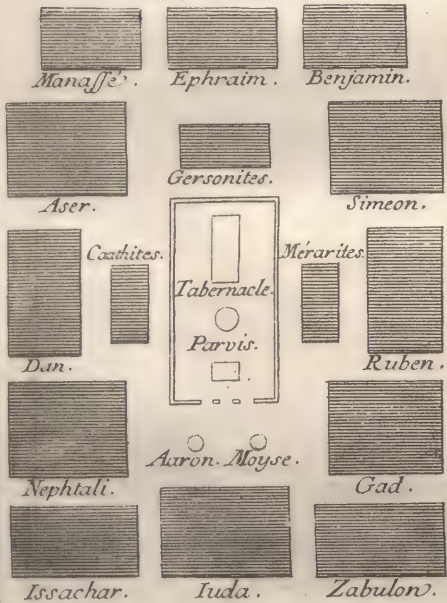 Manassé. Ephraim. Benjamin.
Gersonites.
Aser. Simeon.
Caathites. Mérarites.
Tabernacle.
Parvis.
Dan. Ruben.
Aaron. Moyse.
Nephtali. Gad.
Issachar. Iuda. Zabulon.